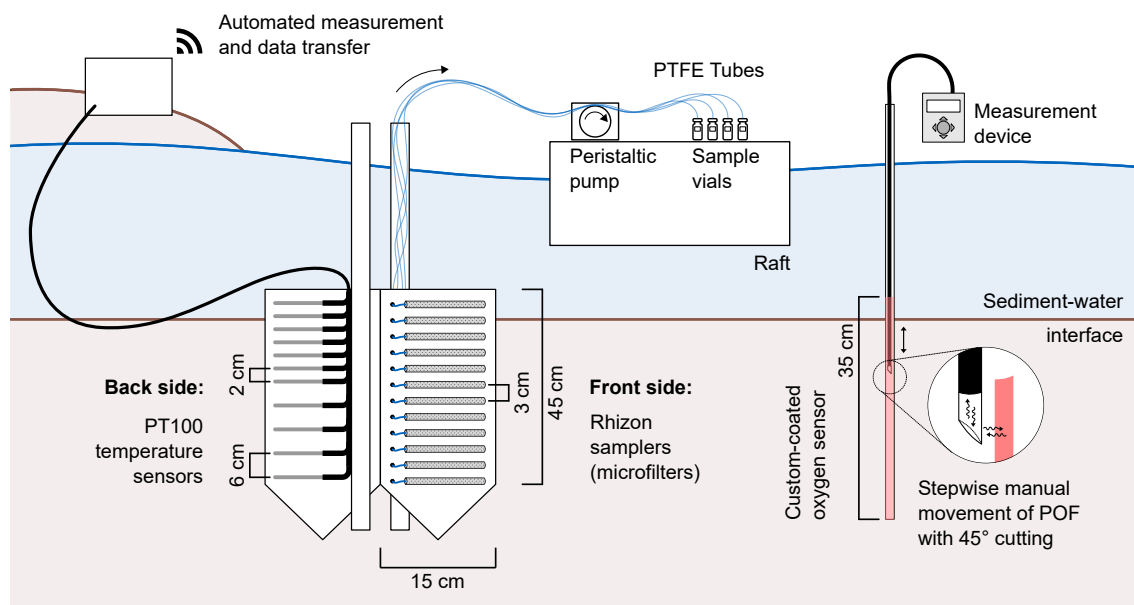 Automated measurement
and data transfer
PTFE Tubes
Peristaltic
pump
Sample
vials
Raft
Measurement
device
Sediment-water
interface
Back side:
PT100
temperature
sensors
2 cm
6 cm
3 cm
45 cm
15 cm
Front side:
Rhizon
samplers
(microfilters)
35 cm
Custom-coated
oxygen sensor
Stepwise manual
movement of POF
with 45° cutting